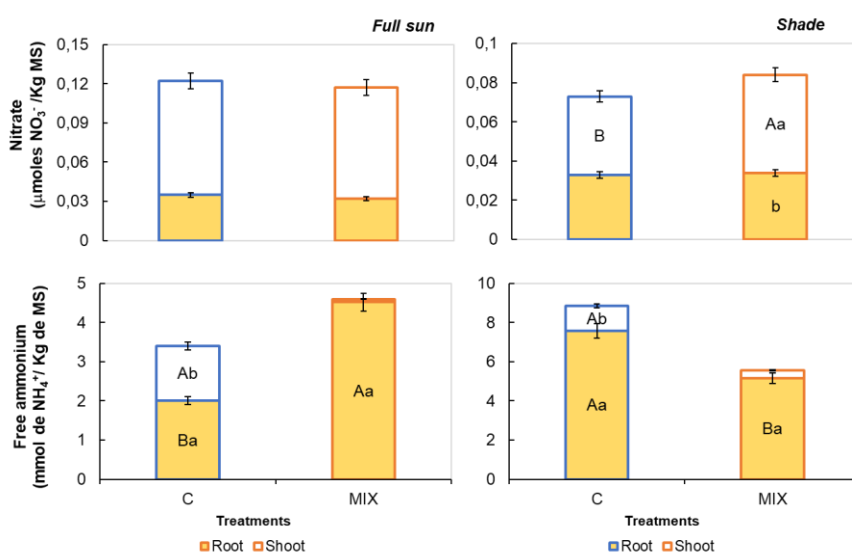 Full sun
Shade
Nitrate
(µmoles NO₃⁻ /Kg MS)
0,15
0,12
0,09
0,06
0,03
0
0,1
0,08
0,06
0,04
0,02
0
B
Aa
b
Free ammonium
(mmol de NH₄⁺/ Kg de MS)
5
4
3
2
1
0
Ab
Ba
Aa
10
8
6
4
2
0
Ab
Aa
Ba
C
MIX
C
MIX
Treatments
Treatments
Root
Shoot
Root
Shoot